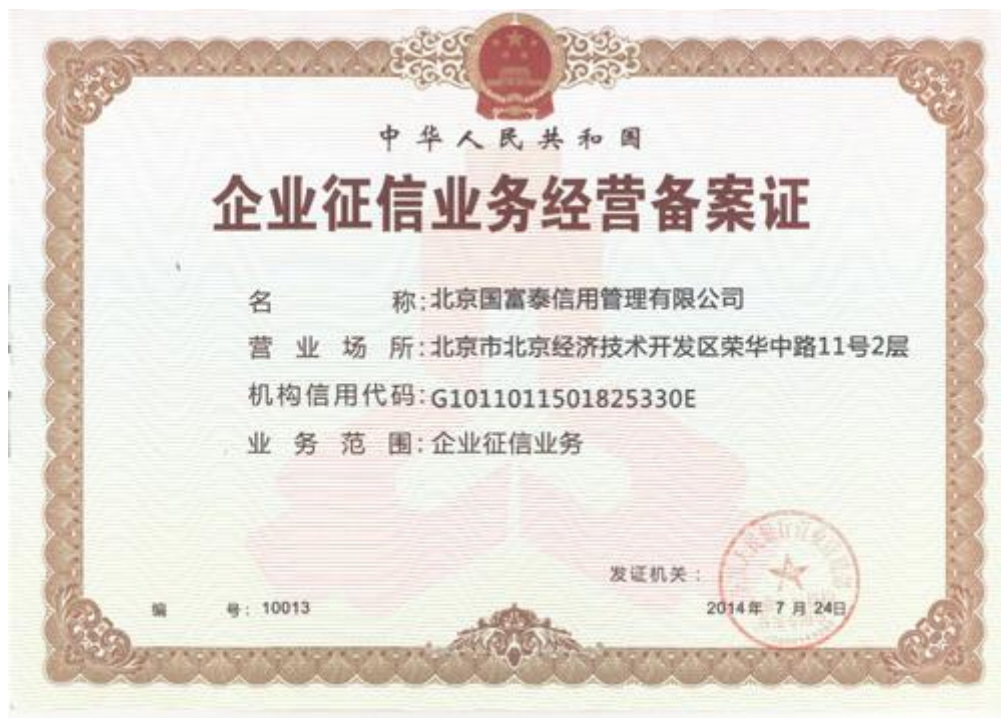 中华人民共和国
企业征信业务经营备案证
名 称:北京国富泰信用管理有限公司
营 业 场 所:北京市北京经济技术开发区荣华中路11号2层
机构信用代码:G1011011501825330E
业 务 范 围:企业征信业务
发证机关:
编 号:10013
2014年 7 月 24日